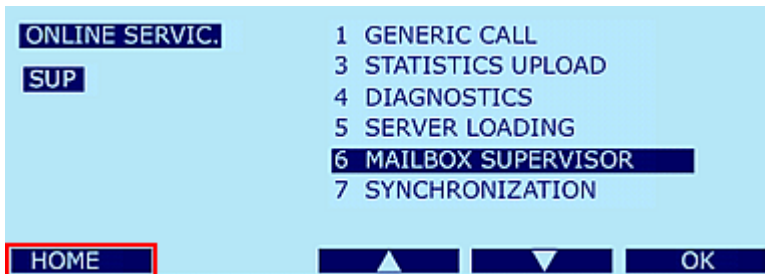 ONLINE SERVIC.
SUP
1 GENERIC CALL
3 STATISTICS UPLOAD
4 DIAGNOSTICS
5 SERVER LOADING
6 MAILBOX SUPERVISOR
7 SYNCHRONIZATION
HOME
OK